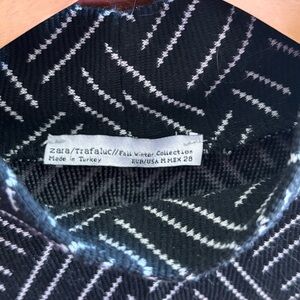 zara/trafaluc//Fall Winter Collection
Made in Turkey EUR/USA M MEX 28